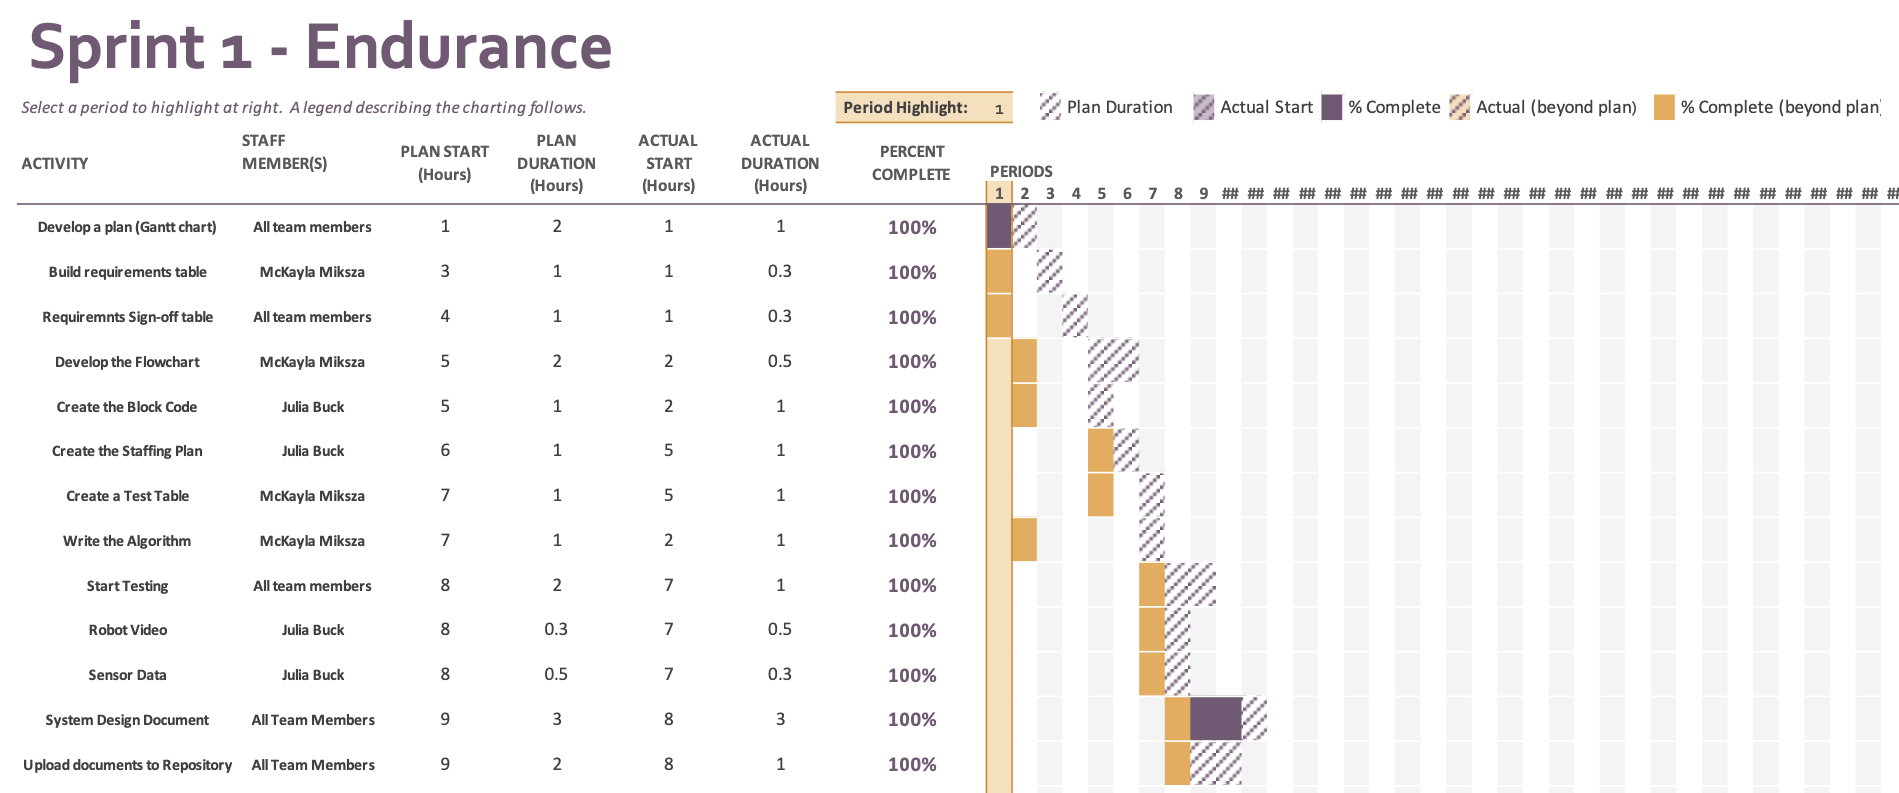 Sprint 1 - Endurance
Select a period to highlight at right. A legend describing the charting follows.
Period Highlight: 1
Plan Duration
Actual Start
% Complete
Actual (beyond plan)
% Complete (beyond plan)
ACTIVITY
STAFF MEMBER(S)
PLAN START (Hours)
PLAN DURATION (Hours)
ACTUAL START (Hours)
ACTUAL DURATION (Hours)
PERCENT COMPLETE
PERIODS
1 2 3 4 5 6 7 8 9 ## ## ## ## ## ## ## ## ## ## ## ## ## ## ## ## ## ## ## ## ## ## ## ## ## ## ##
Develop a plan (Gantt chart) All team members 1 2 1 1 100%
Build requirements table McKayla Miksza 3 1 1 0.3 100%
Requiremnts Sign-off table All team members 4 1 1 0.3 100%
Develop the Flowchart McKayla Miksza 5 2 2 0.5 100%
Create the Block Code Julia Buck 5 1 2 1 100%
Create the Staffing Plan Julia Buck 6 1 5 1 100%
Create a Test Table McKayla Miksza 7 1 5 1 100%
Write the Algorithm McKayla Miksza 7 1 2 1 100%
Start Testing All team members 8 2 7 1 100%
Robot Video Julia Buck 8 0.3 7 0.5 100%
Sensor Data Julia Buck 8 0.5 7 0.3 100%
System Design Document All Team Members 9 3 8 3 100%
Upload documents to Repository All Team Members 9 2 8 1 100%